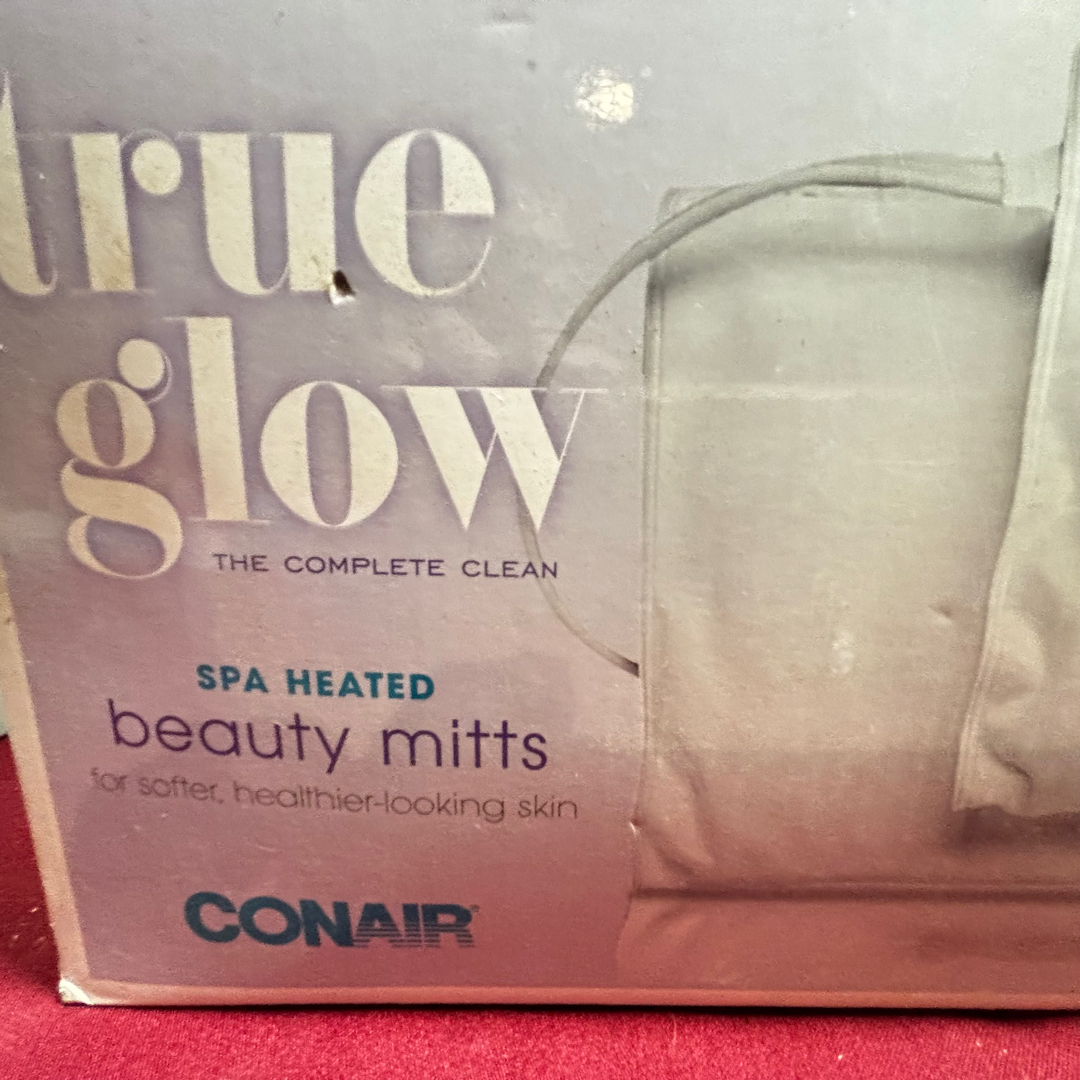 true
glow
THE COMPLETE CLEAN
SPA HEATED
beauty mitts
for softer, healthier-looking skin
CONAIR